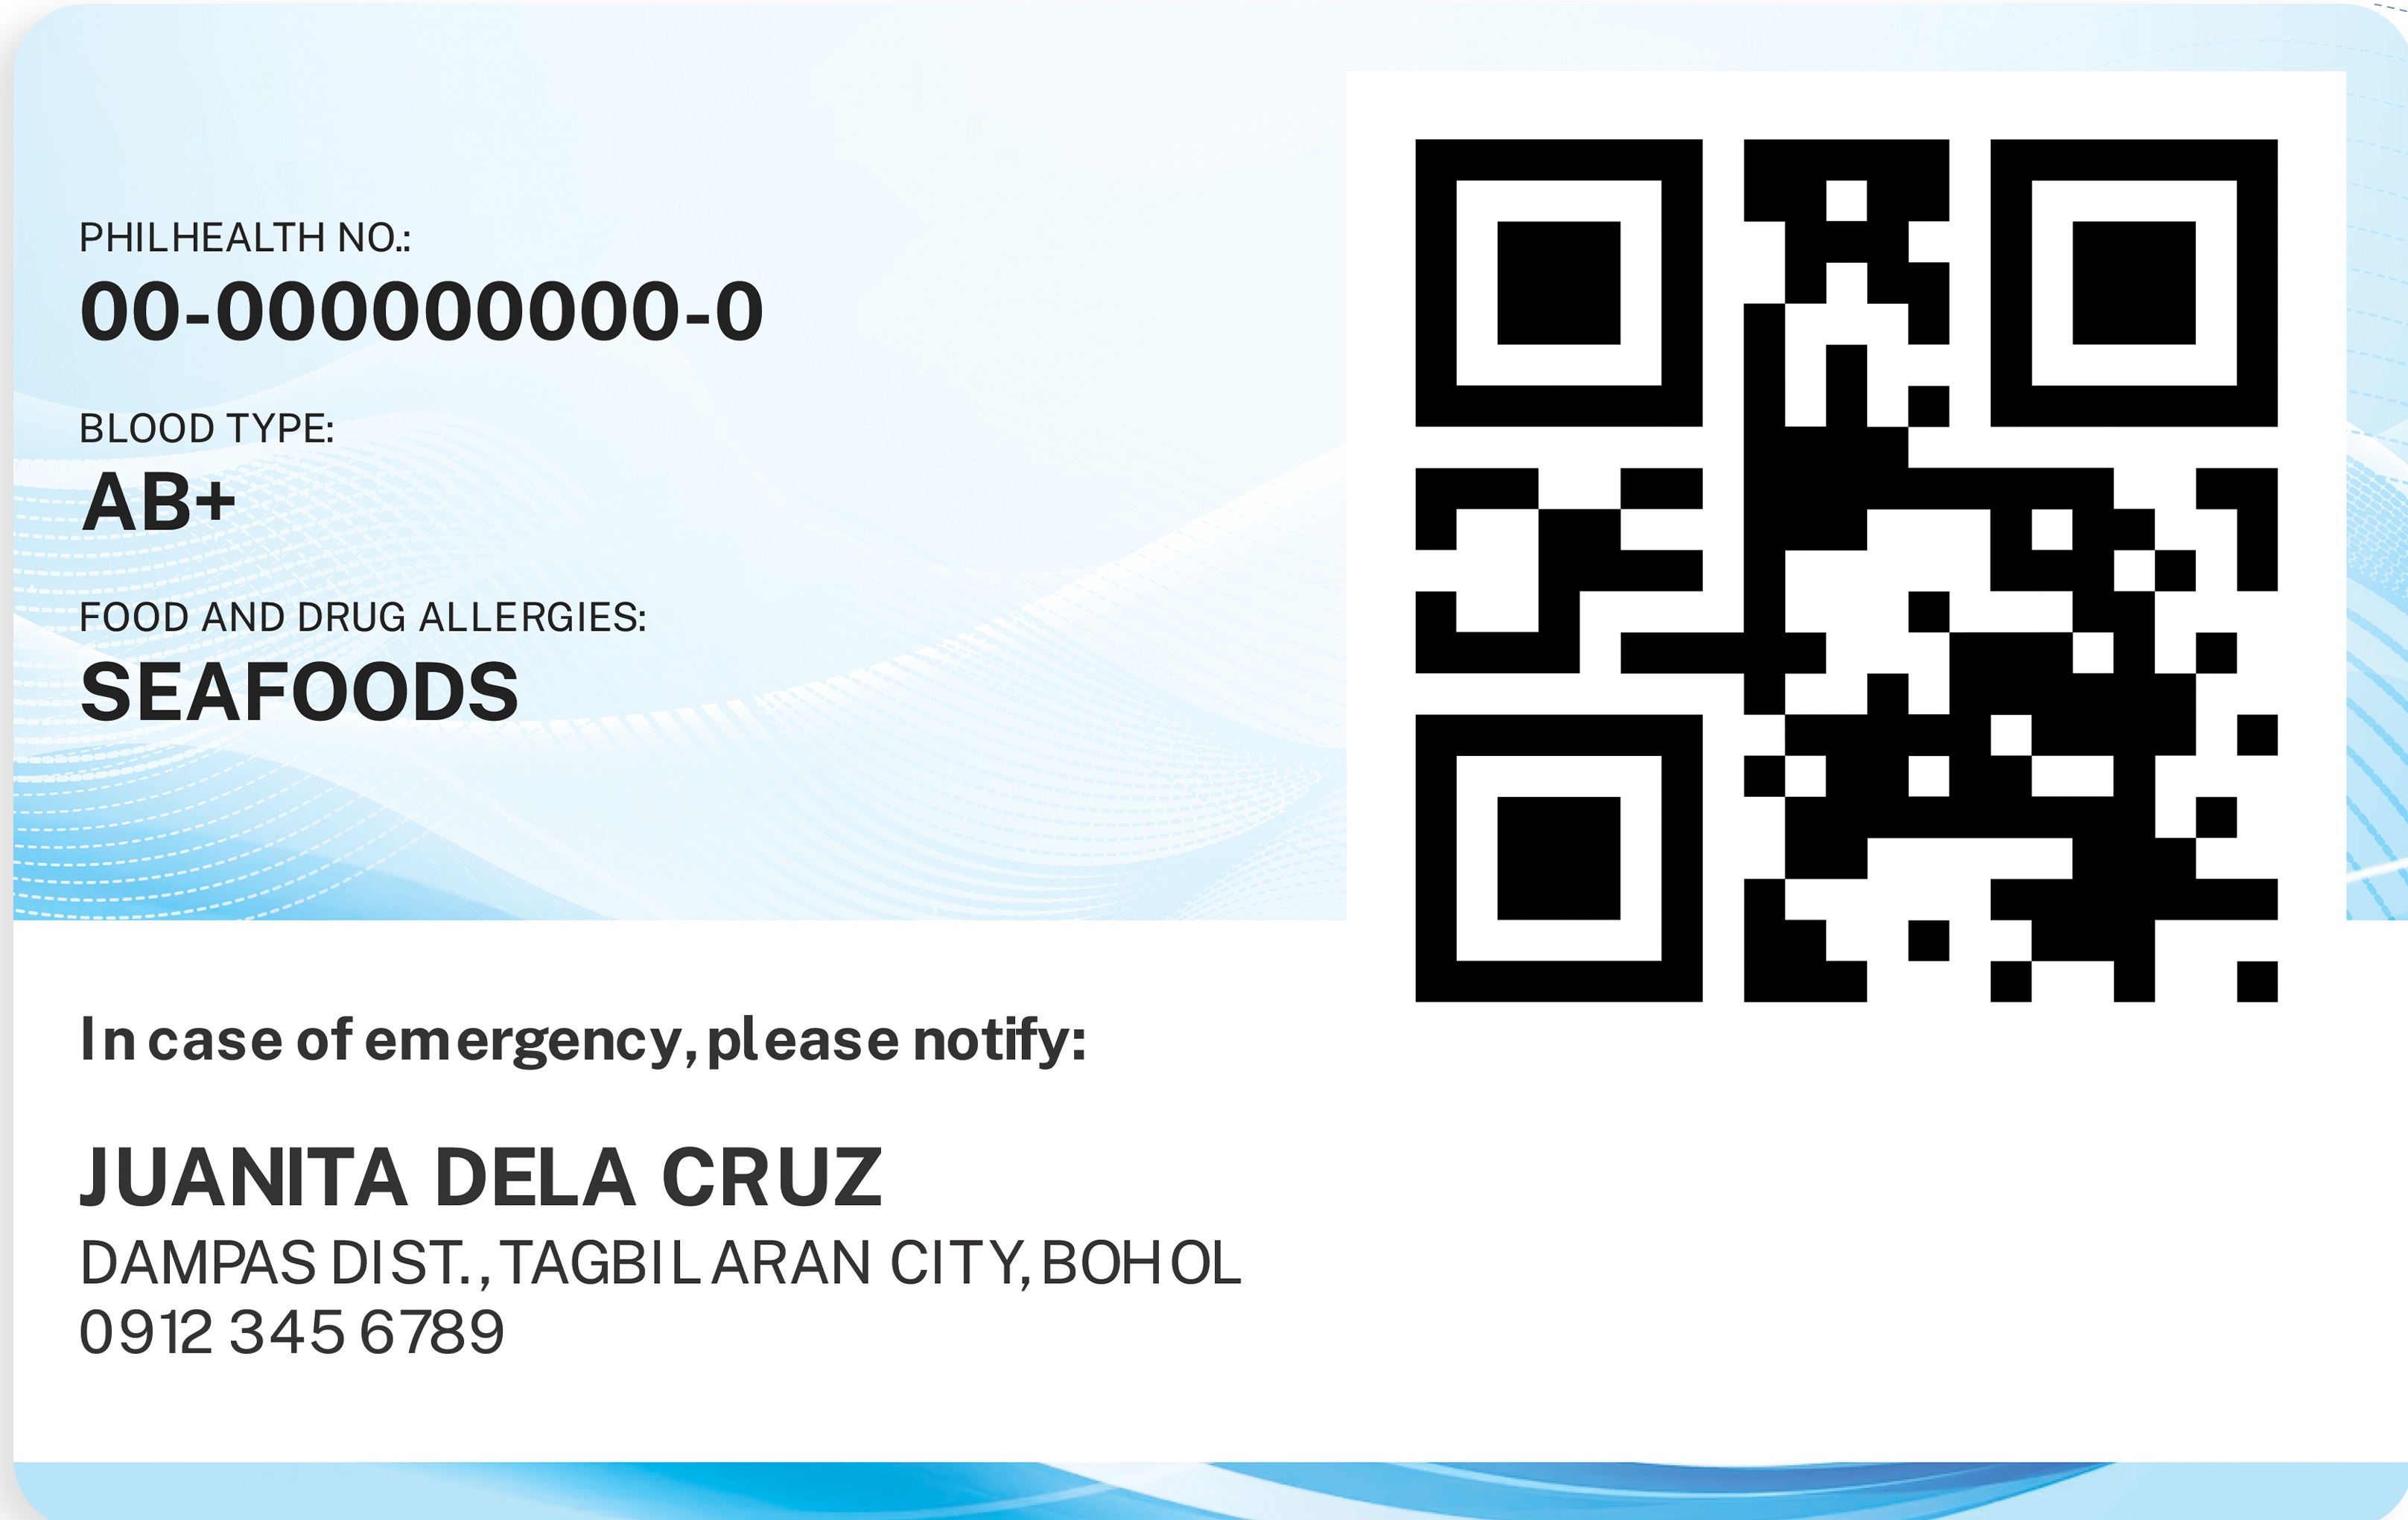 PHILHEALTH NO.:
00-000000000-0
BLOOD TYPE:
AB+
FOOD AND DRUG ALLERGIES:
SEAFOODS
In case of emergency, please notify:
JUANITA DELA CRUZ
DAMPAS DIST., TAGBILARAN CITY, BOHOL
0912 345 6789